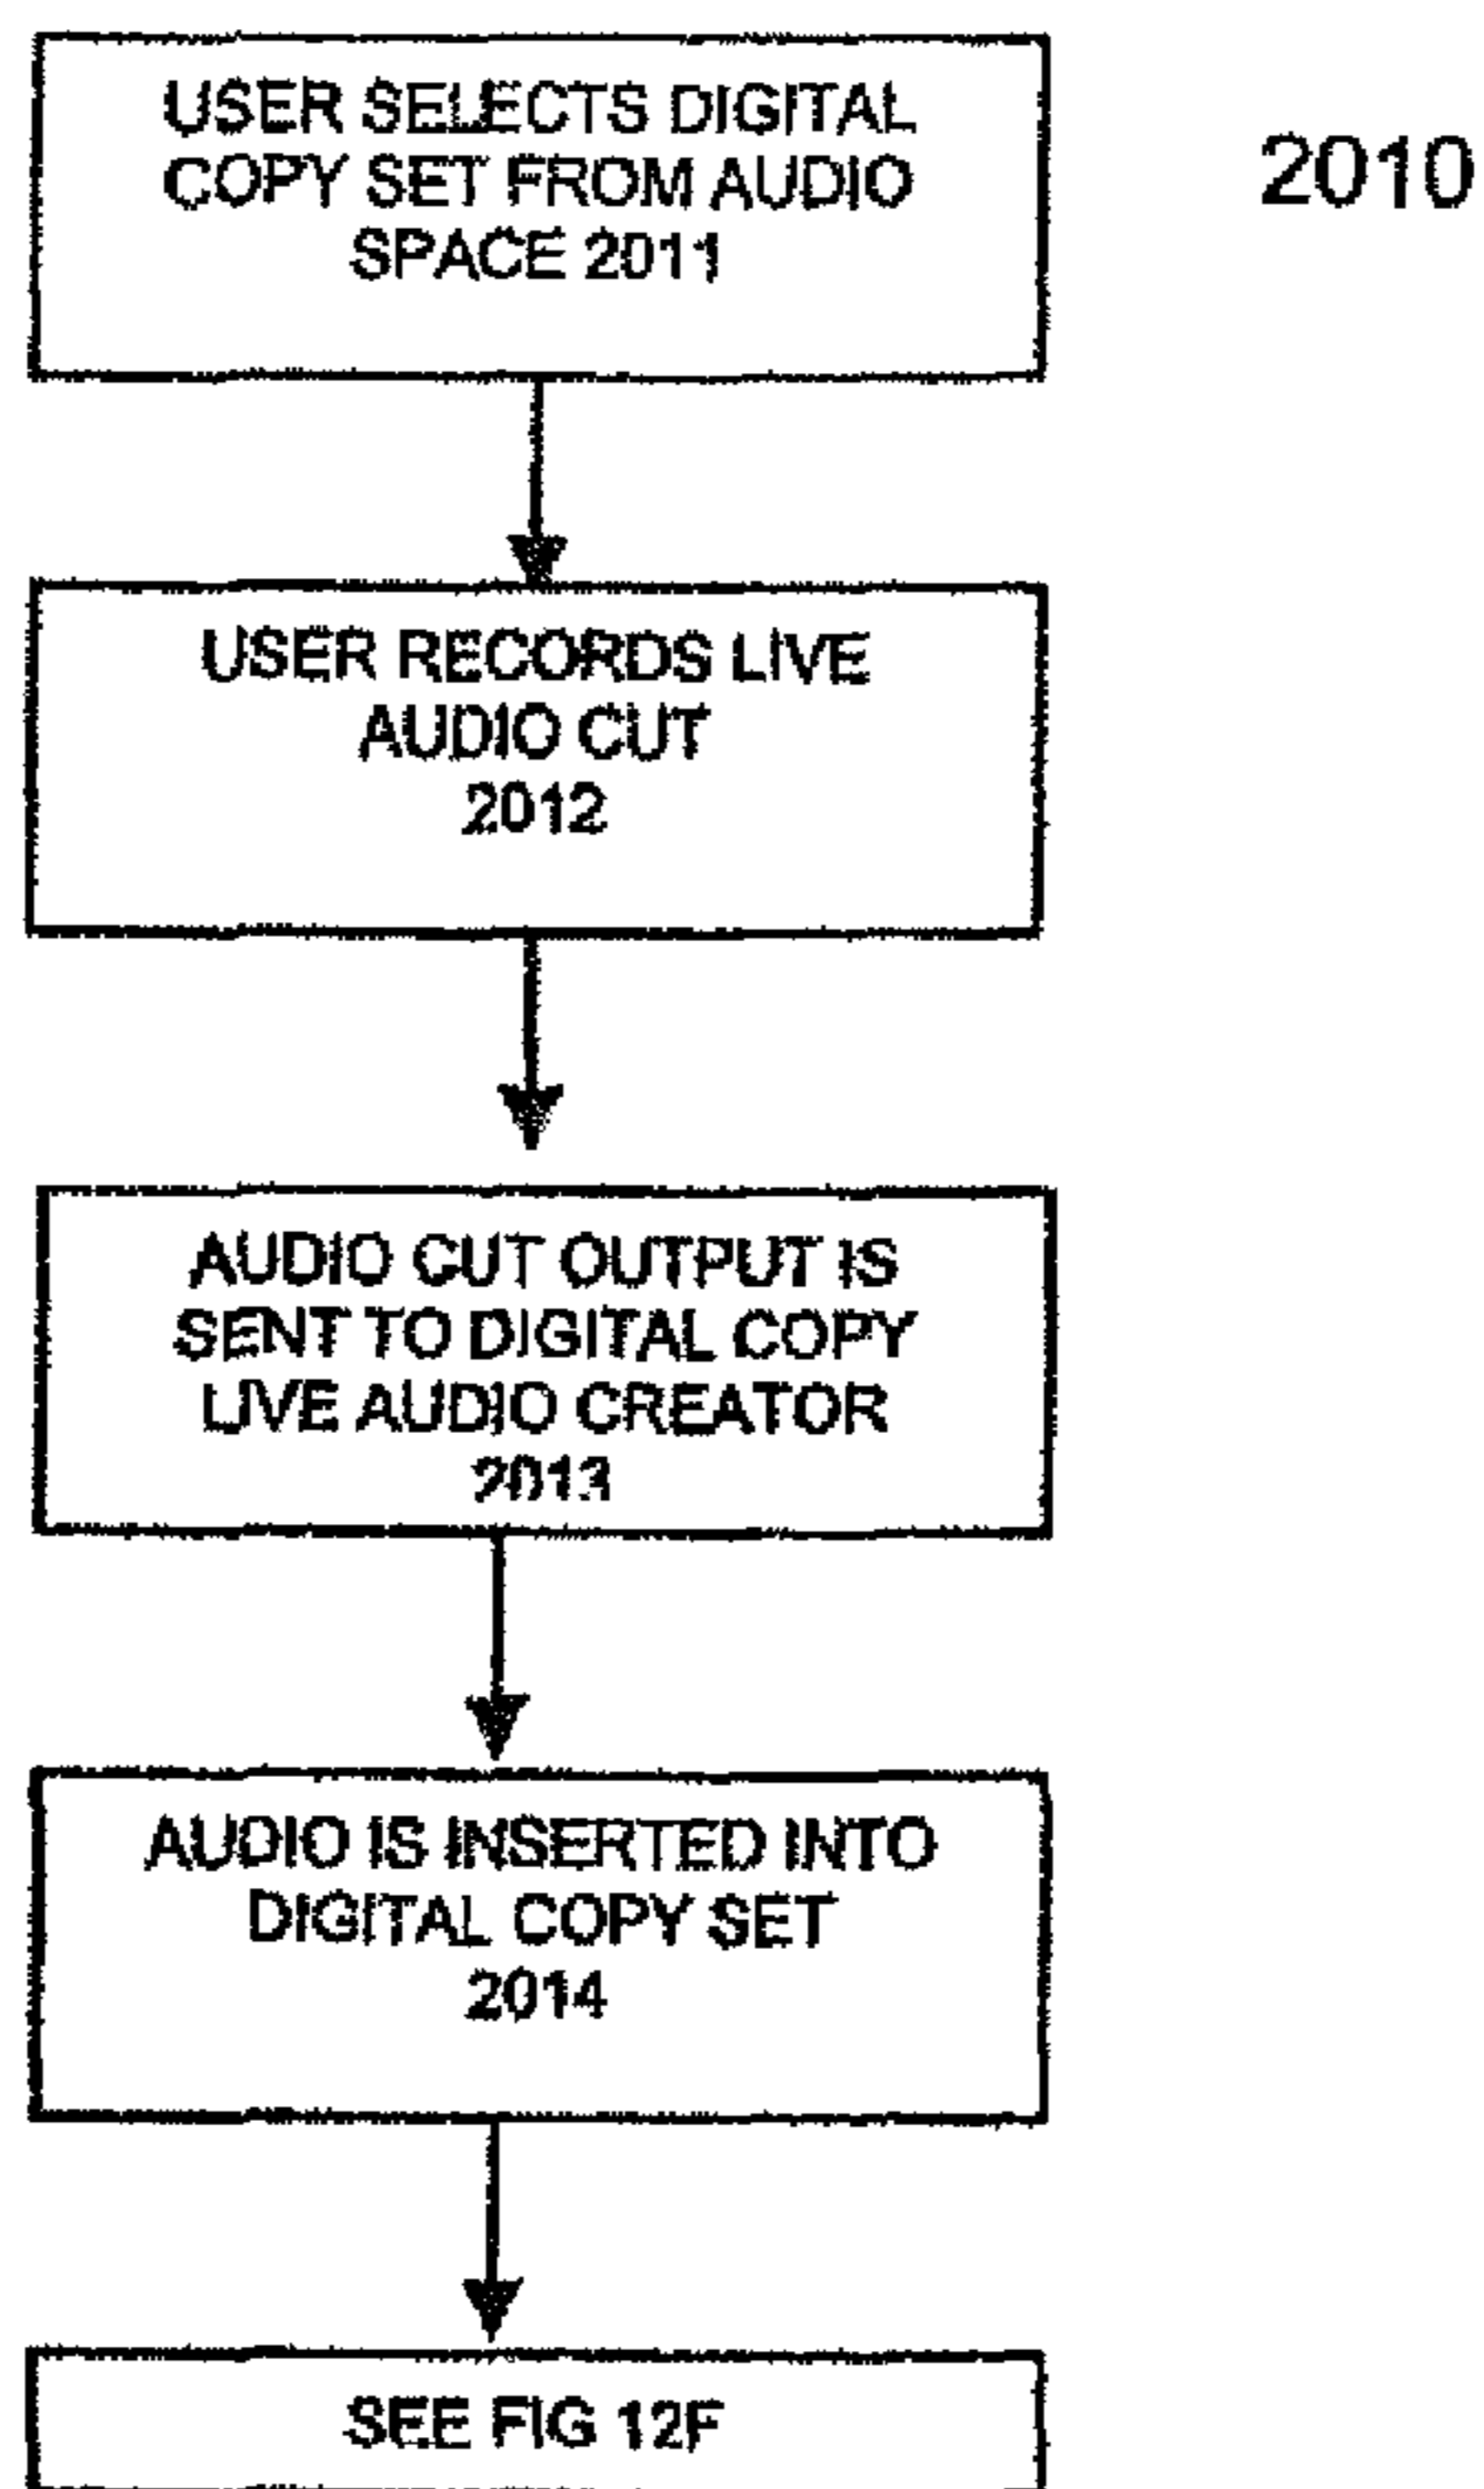 USER SELECTS DIGITAL
COPY SET FROM AUDIO
SPACE 2011
2010
USER RECORDS LIVE
AUDIO CUT
2012
AUDIO CUT OUTPUT IS
SENT TO DIGITAL COPY
LIVE AUDIO CREATOR
2013
AUDIO IS INSERTED INTO
DIGITAL COPY SET
2014
SEE FIG 12F